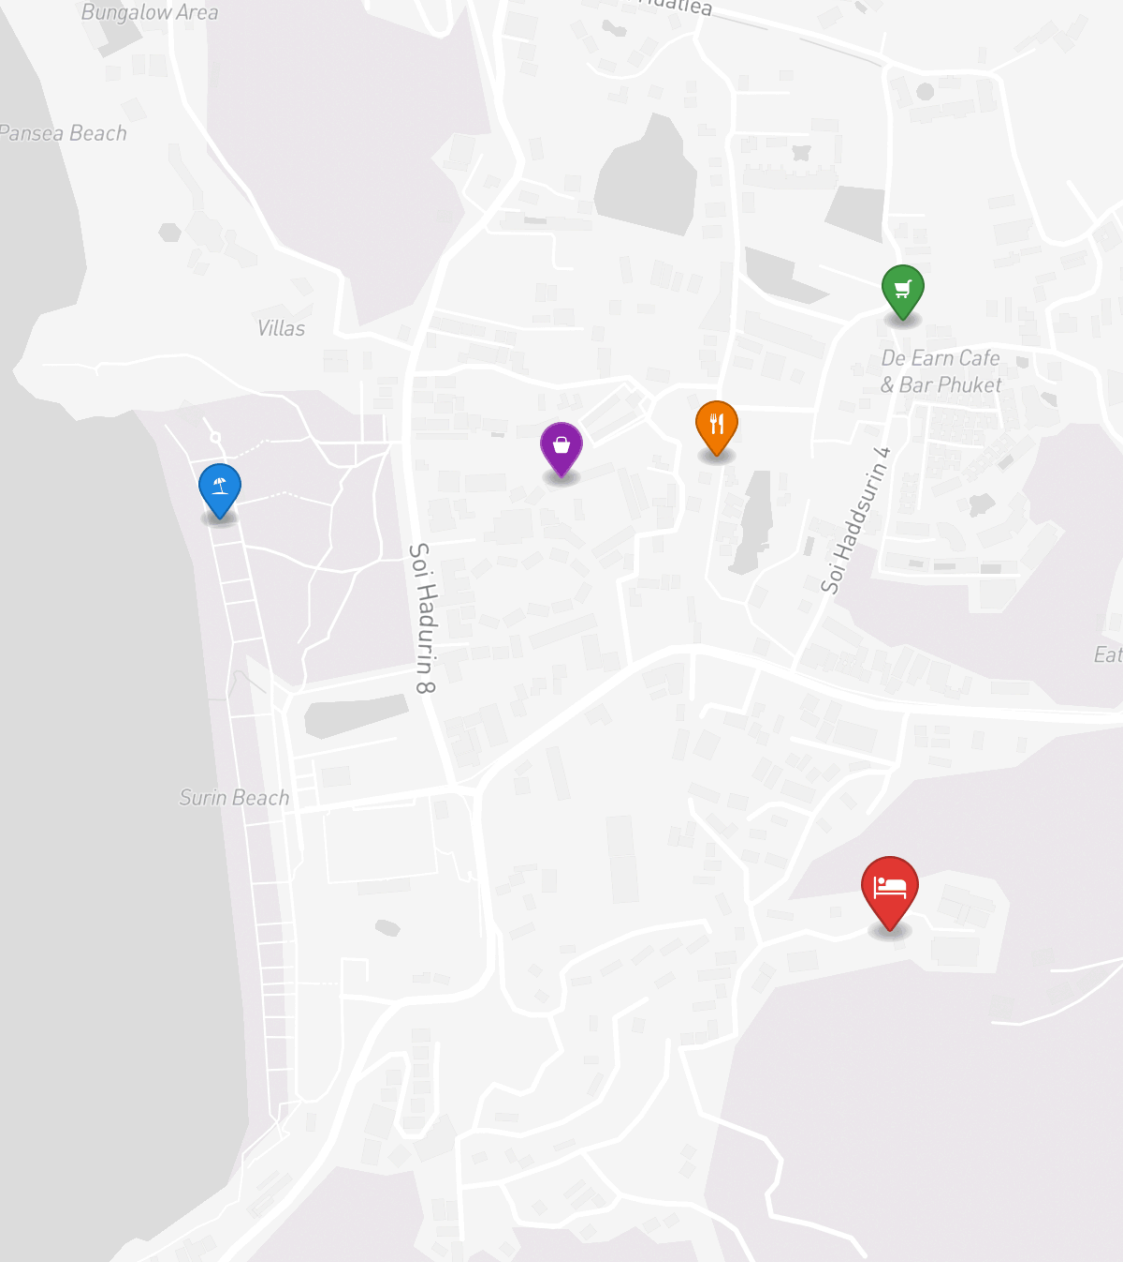 Bungalow Area
Pansea Beach
Villas
De Earn Cafe
& Bar Phuket
Soi Haddsurin 4
Soi Hadurin 8
Surin Beach